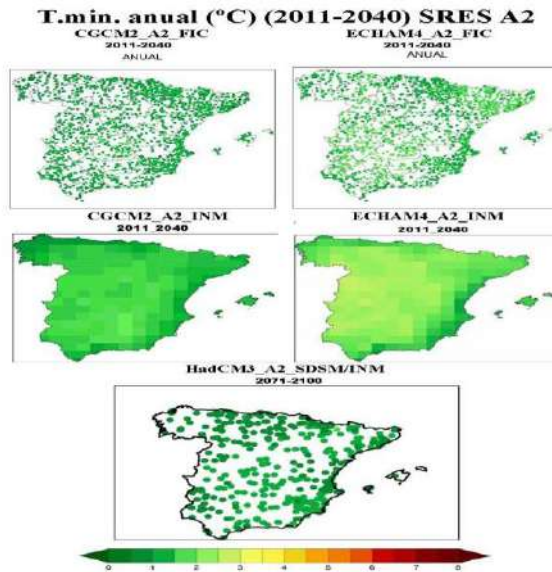 T.min. anual (ºC) (2011-2040) SRES A2
CGCM2_A2_FIC
2011-2040
ANUAL
ECHAM4_A2_FIC
2011-2040
ANUAL
CGCM2_A2_INM
2011_2040
ECHAM4_A2_INM
2011_2040
HadCM3_A2_SDSM/INM
2071-2100
0 1 2 3 4 5 6 7 8